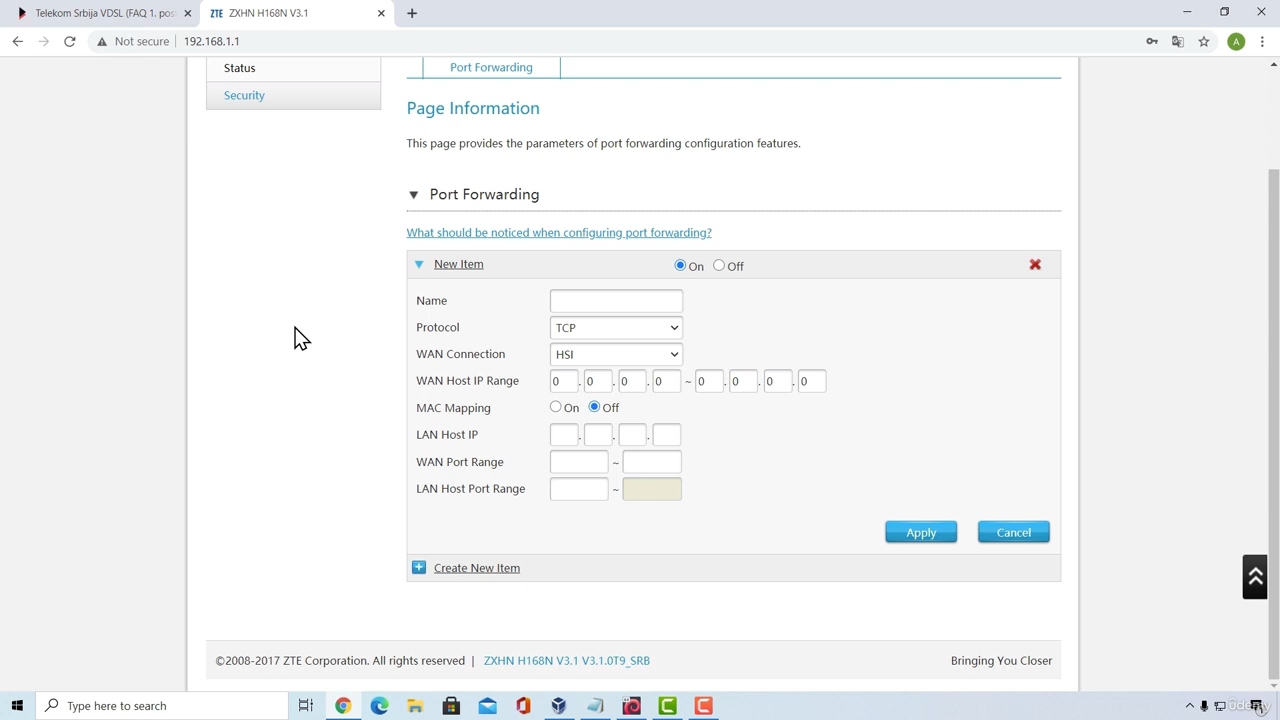 Telekom Srbija VDSL (FAQ 1. pos
ZTE ZXHN H168N V3.1
Not secure 192.168.1.1
A
Status
Port Forwarding
Security
Page Information
This page provides the parameters of port forwarding configuration features.
Port Forwarding
What should be noticed when configuring port forwarding?
New Item On Off
Name
Protocol TCP
WAN Connection HSI
WAN Host IP Range 0 . 0 . 0 . 0 ~ 0 . 0 . 0 . 0
MAC Mapping On Off
LAN Host IP . . .
WAN Port Range ~
LAN Host Port Range ~
Apply Cancel
Create New Item
©2008-2017 ZTE Corporation. All rights reserved | ZXHN H168N V3.1 V3.1.0T9_SRB Bringing You Closer
Type here to search
Udemy